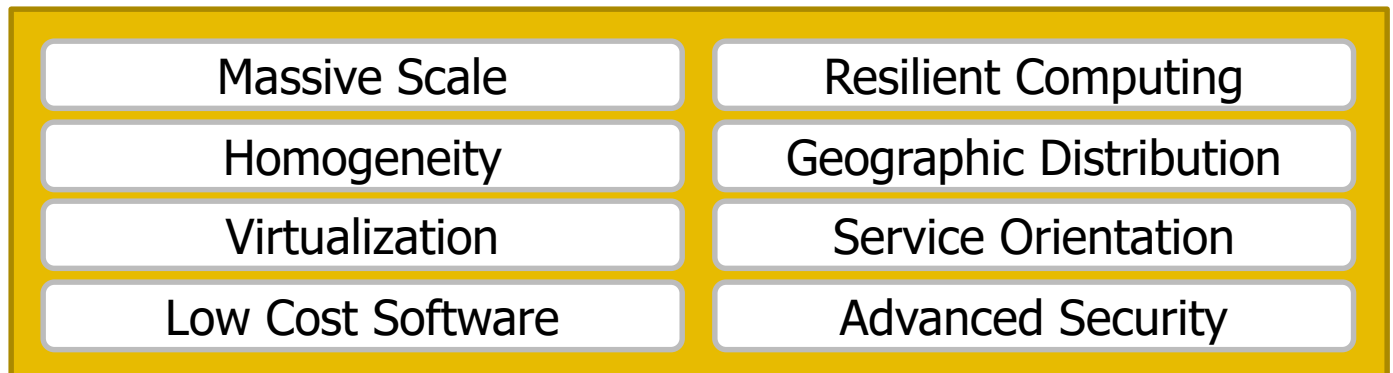 Massive Scale
Resilient Computing
Homogeneity
Geographic Distribution
Virtualization
Service Orientation
Low Cost Software
Advanced Security